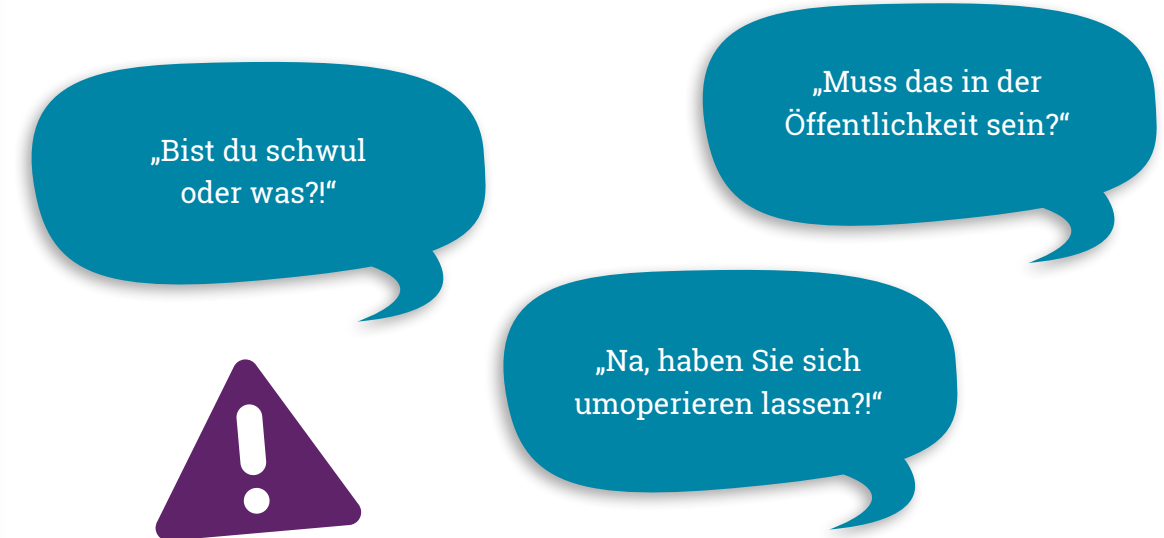 „Bist du schwul
oder was?!“
„Muss das in der
Öffentlichkeit sein?“
„Na, haben Sie sich
umoperieren lassen?!“